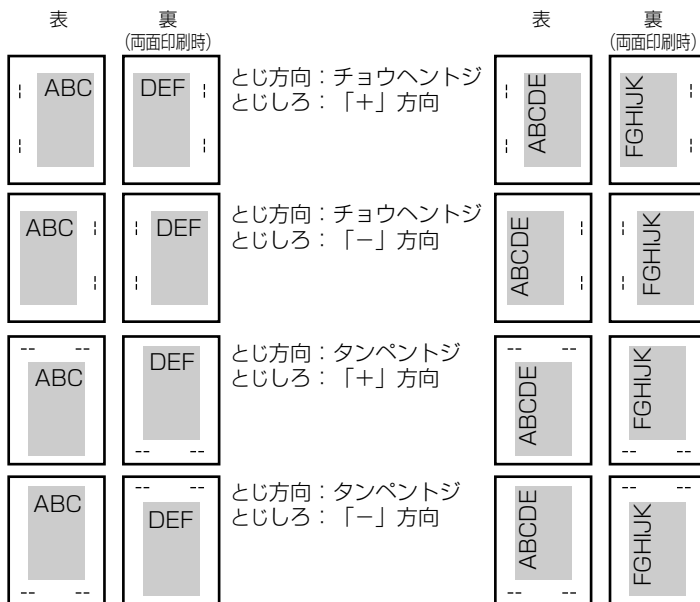 表
裏
(両面印刷時)
表
裏
(両面印刷時)
ABC
DEF
とじ方向：チョウヘントジ
とじしろ：「＋」方向
ABCDE
FGHIJK
ABC
DEF
とじ方向：チョウヘントジ
とじしろ：「－」方向
ABCDE
FGHIJK
ABC
DEF
とじ方向：タンペントジ
とじしろ：「＋」方向
ABCDE
FGHIJK
ABC
DEF
とじ方向：タンペントジ
とじしろ：「－」方向
ABCDE
FGHIJK